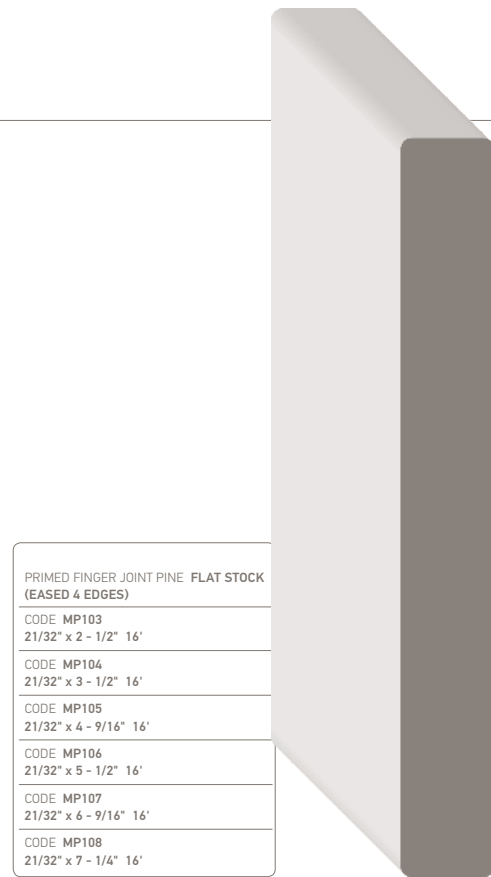 PRIMED FINGER JOINT PINE FLAT STOCK
(EASED 4 EDGES)
CODE MP103
21/32" x 2 - 1/2" 16'
CODE MP104
21/32" x 3 - 1/2" 16'
CODE MP105
21/32" x 4 - 9/16" 16'
CODE MP106
21/32" x 5 - 1/2" 16'
CODE MP107
21/32" x 6 - 9/16" 16'
CODE MP108
21/32" x 7 - 1/4" 16'